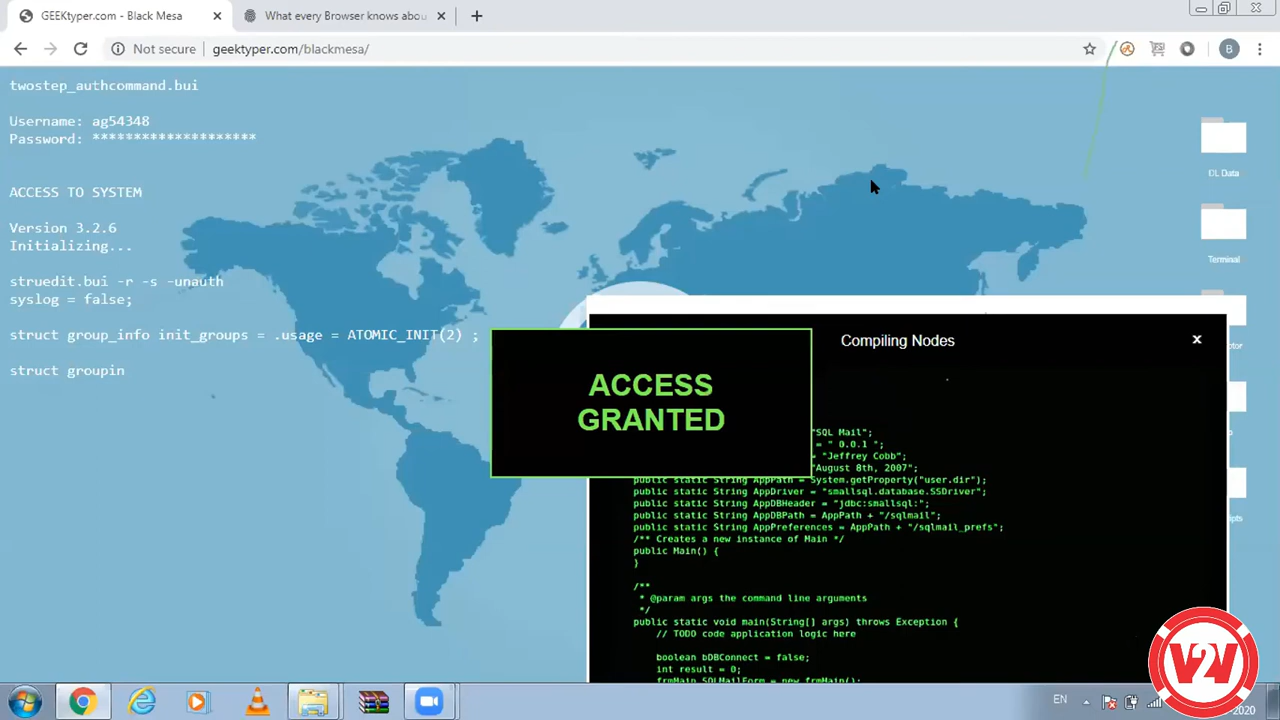 GEEKtyper.com - Black Mesa
What every Browser knows abou
Not secure
geektyper.com/blackmesa/
B
twostep_authcommand.bui
Username: ag54348
Password: ********************
ACCESS TO SYSTEM
Version 3.2.6
Initializing...
struedit.bui -r -s -unauth
syslog = false;
struct group_info init_groups = .usage = ATOMIC_INIT(2) ;
struct groupin
Data
Terminal
ACCESS
GRANTED
Compiling Nodes
x
"SQL Mail";
= " 0.0.1 ";
"Jeffrey Cobb";
"August 8th, 2007";
public static String AppPath = System.getProperty("user.dir");
public static String AppDriver = "smallsql.database.SSDriver";
public static String AppDBHeader = "jdbc:smallsql:";
public static String AppDBPath = AppPath + "/sqlmail";
public static String AppPreferences = AppPath + "/sqlmail_prefs";
/** Creates a new instance of Main */
public Main() {
}
/**
* @param args the command line arguments
*/
public static void main(String[] args) throws Exception {
// TODO code application logic here
boolean bDBConnect = false;
int result = 0;
frmMain SQLMailForm = new frmMain();
EN
2020
V2V